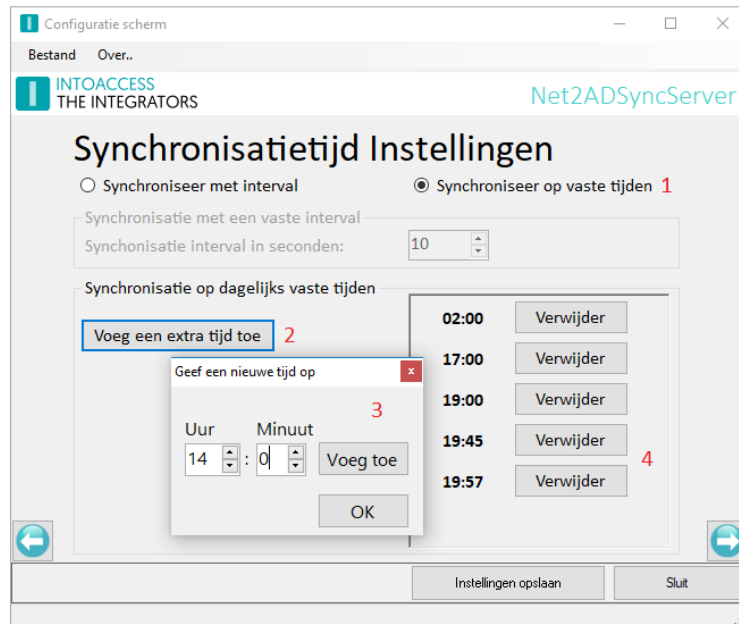 Configuratie scherm
Bestand Over..
INTOACCESS
THE INTEGRATORS
Net2ADSyncServer
Synchronisatietijd Instellingen
Synchroniseer met interval
Synchroniseer op vaste tijden 1
Synchronisatie met een vaste interval
Synchonisatie interval in seconden: 10
Synchronisatie op dagelijks vaste tijden
Voeg een extra tijd toe 2
02:00 Verwijder
17:00 Verwijder
19:00 Verwijder
19:45 Verwijder
19:57 Verwijder
4
Geef een nieuwe tijd op x
3
Uur Minuut
14 : 0 Voeg toe
OK
Instellingen opslaan Sluit